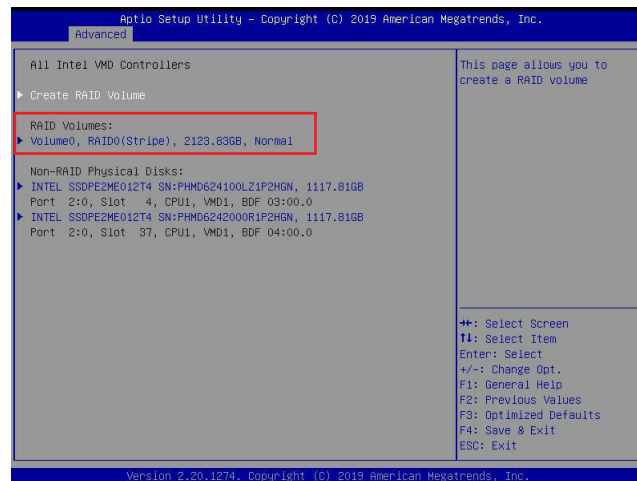 Aptio Setup Utility – Copyright (C) 2019 American Megatrends, Inc.
Advanced
All Intel VMD Controllers
Create RAID Volume
RAID Volumes:
Volume0, RAID0(Stripe), 2123.83GB, Normal
Non-RAID Physical Disks:
INTEL SSDPE2ME012T4 SN:PHMD624100LZ1P2HGN, 1117.81GB
Port 2:0, Slot 4, CPU1, VMD1, BDF 03:00.0
INTEL SSDPE2ME012T4 SN:PHMD6242000R1P2HGN, 1117.81GB
Port 2:0, Slot 37, CPU1, VMD1, BDF 04:00.0
This page allows you to
create a RAID volume
→←: Select Screen
↑↓: Select Item
Enter: Select
+/-: Change Opt.
F1: General Help
F2: Previous Values
F3: Optimized Defaults
F4: Save & Exit
ESC: Exit
Version 2.20.1274. Copyright (C) 2019 American Megatrends, Inc.